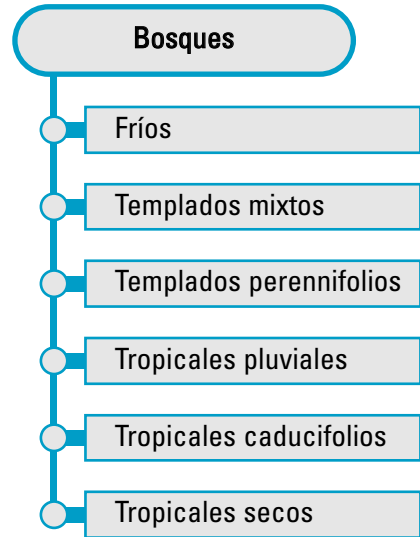 Bosques
Fríos
Templados mixtos
Templados perennifolios
Tropicales pluviales
Tropicales caducifolios
Tropicales secos